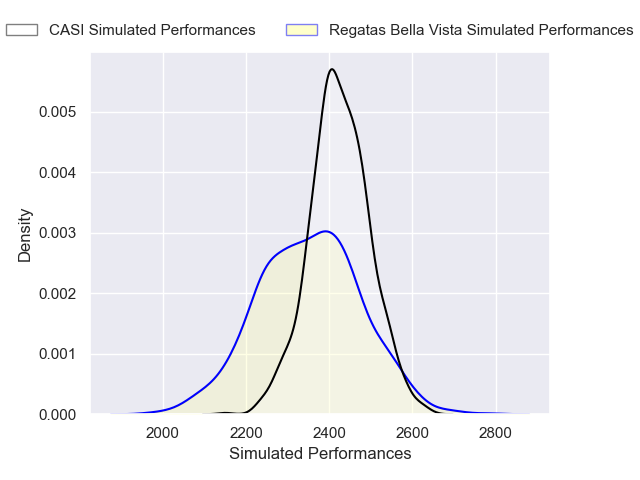 CASI Simulated Performances
Regatas Bella Vista Simulated Performances
0.005
0.004
0.003
0.002
0.001
0.000
Density
2000 2200 2400 2600 2800
Simulated Performances